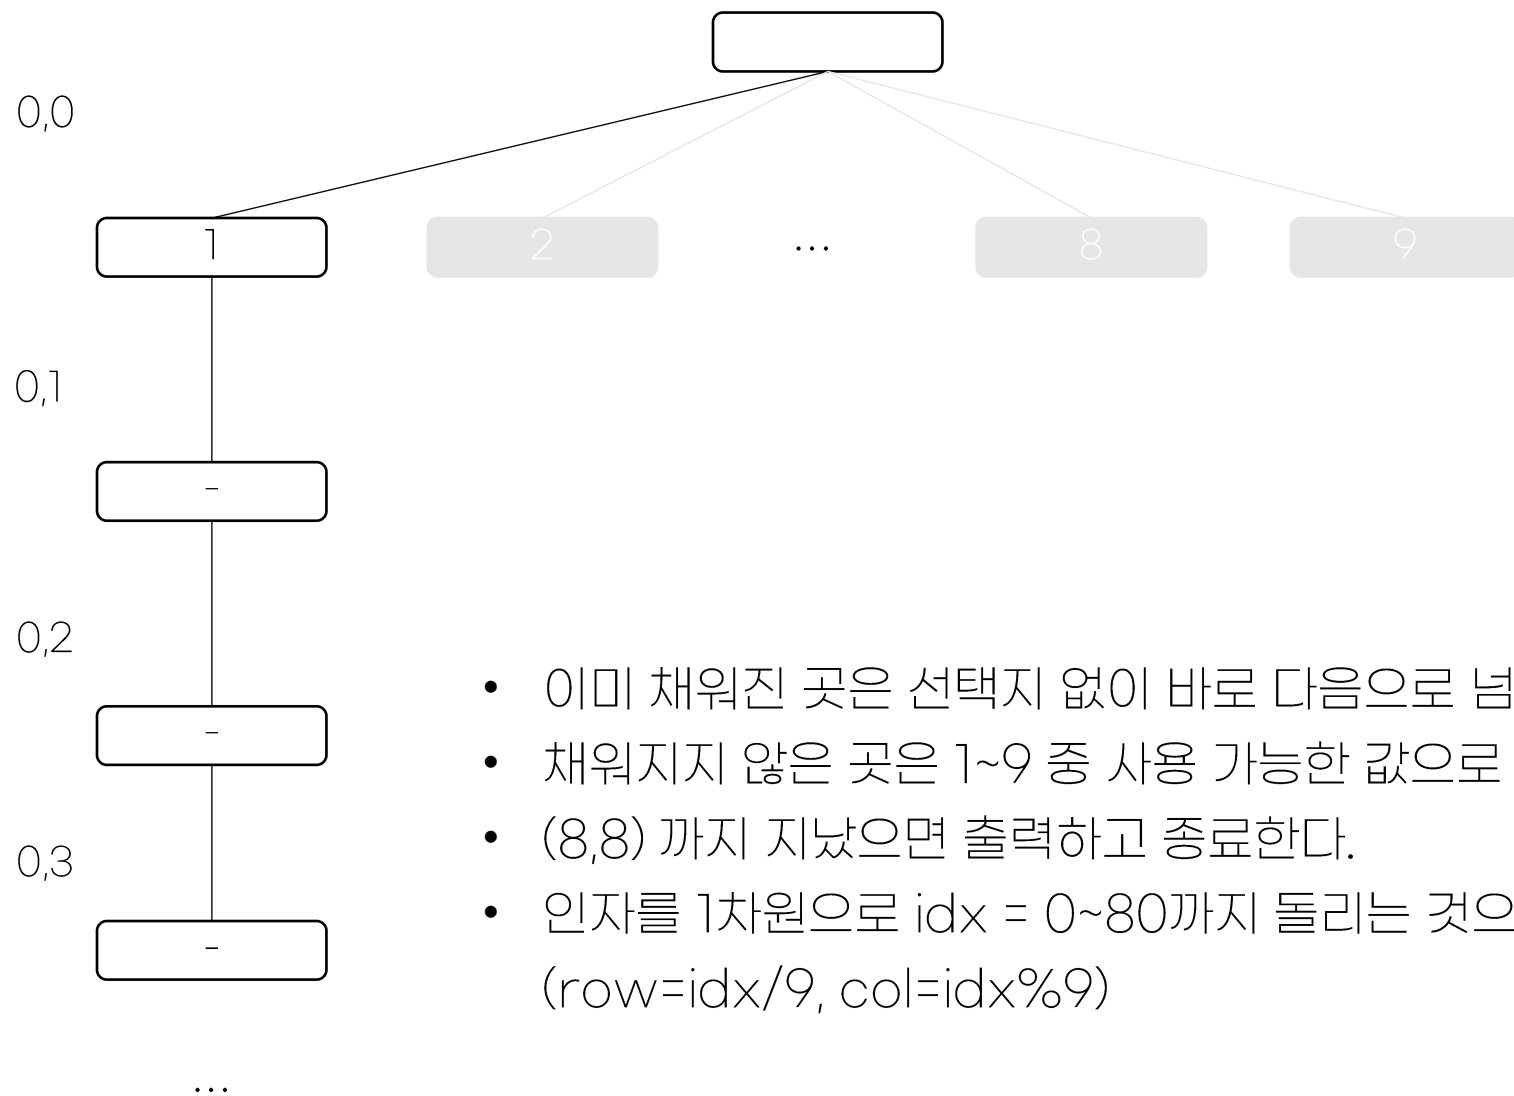 0,0
1 2 ... 8 9
0,1
-
0,2
-
0,3
-
...
• 이미 채워진 곳은 선택지 없이 바로 다음으로
• 채워지지 않은 곳은 1~9 중 사용 가능한 값으로
• (8,8) 까지 지났으면 출력하고 종료한다.
• 인자를 1차원으로 idx = 0~80까지 돌리는
(row=idx/9, col=idx%9)